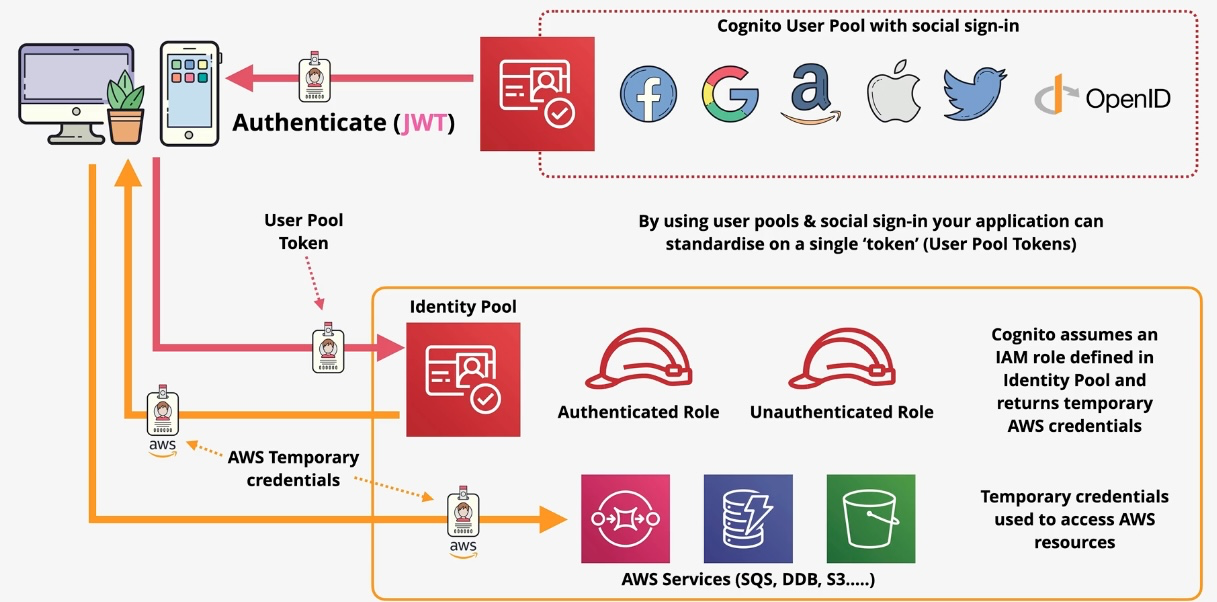 Cognito User Pool with social sign-in
OpenID
Authenticate (JWT)
User Pool
Token
By using user pools & social sign-in your application can
standardise on a single ‘token’ (User Pool Tokens)
Identity Pool
Authenticated Role
Unauthenticated Role
Cognito assumes an
IAM role defined in
Identity Pool and
returns temporary
AWS credentials
aws
AWS Temporary
credentials
aws
Temporary credentials
used to access AWS
resources
AWS Services (SQS, DDB, S3.....)